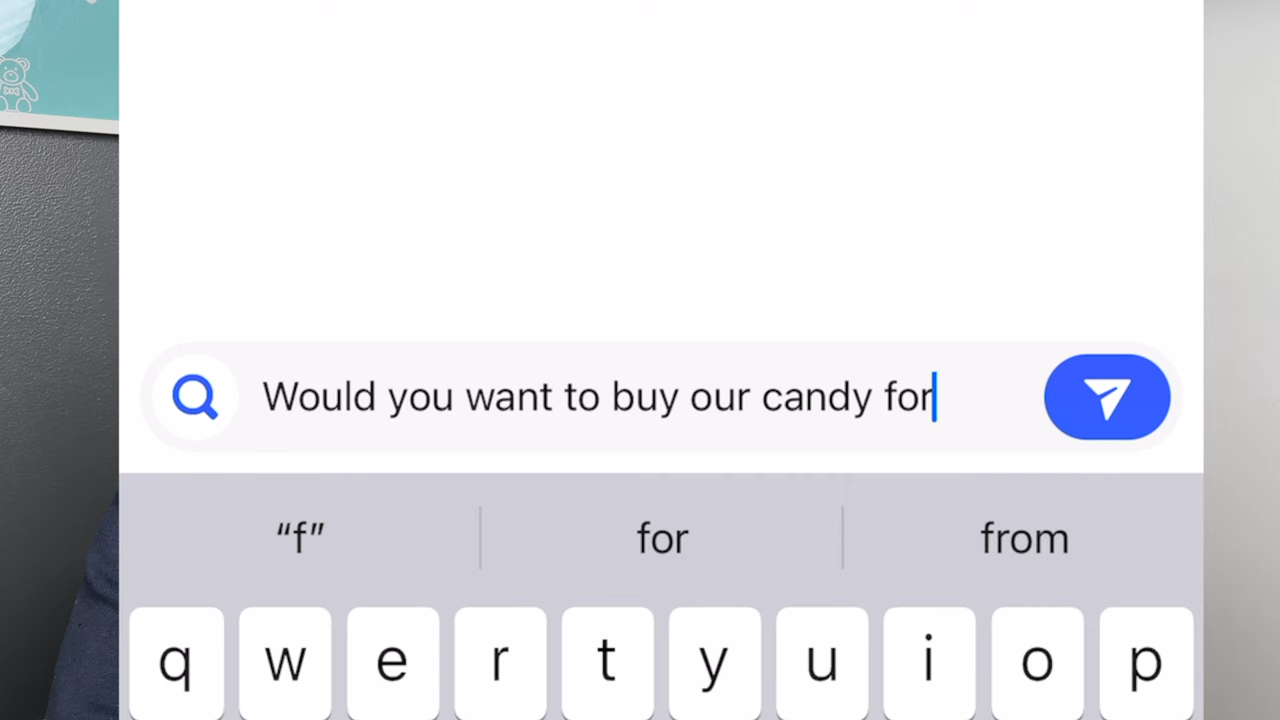 Would you want to buy our candy for
“f” for from
q w e r t y u i o p